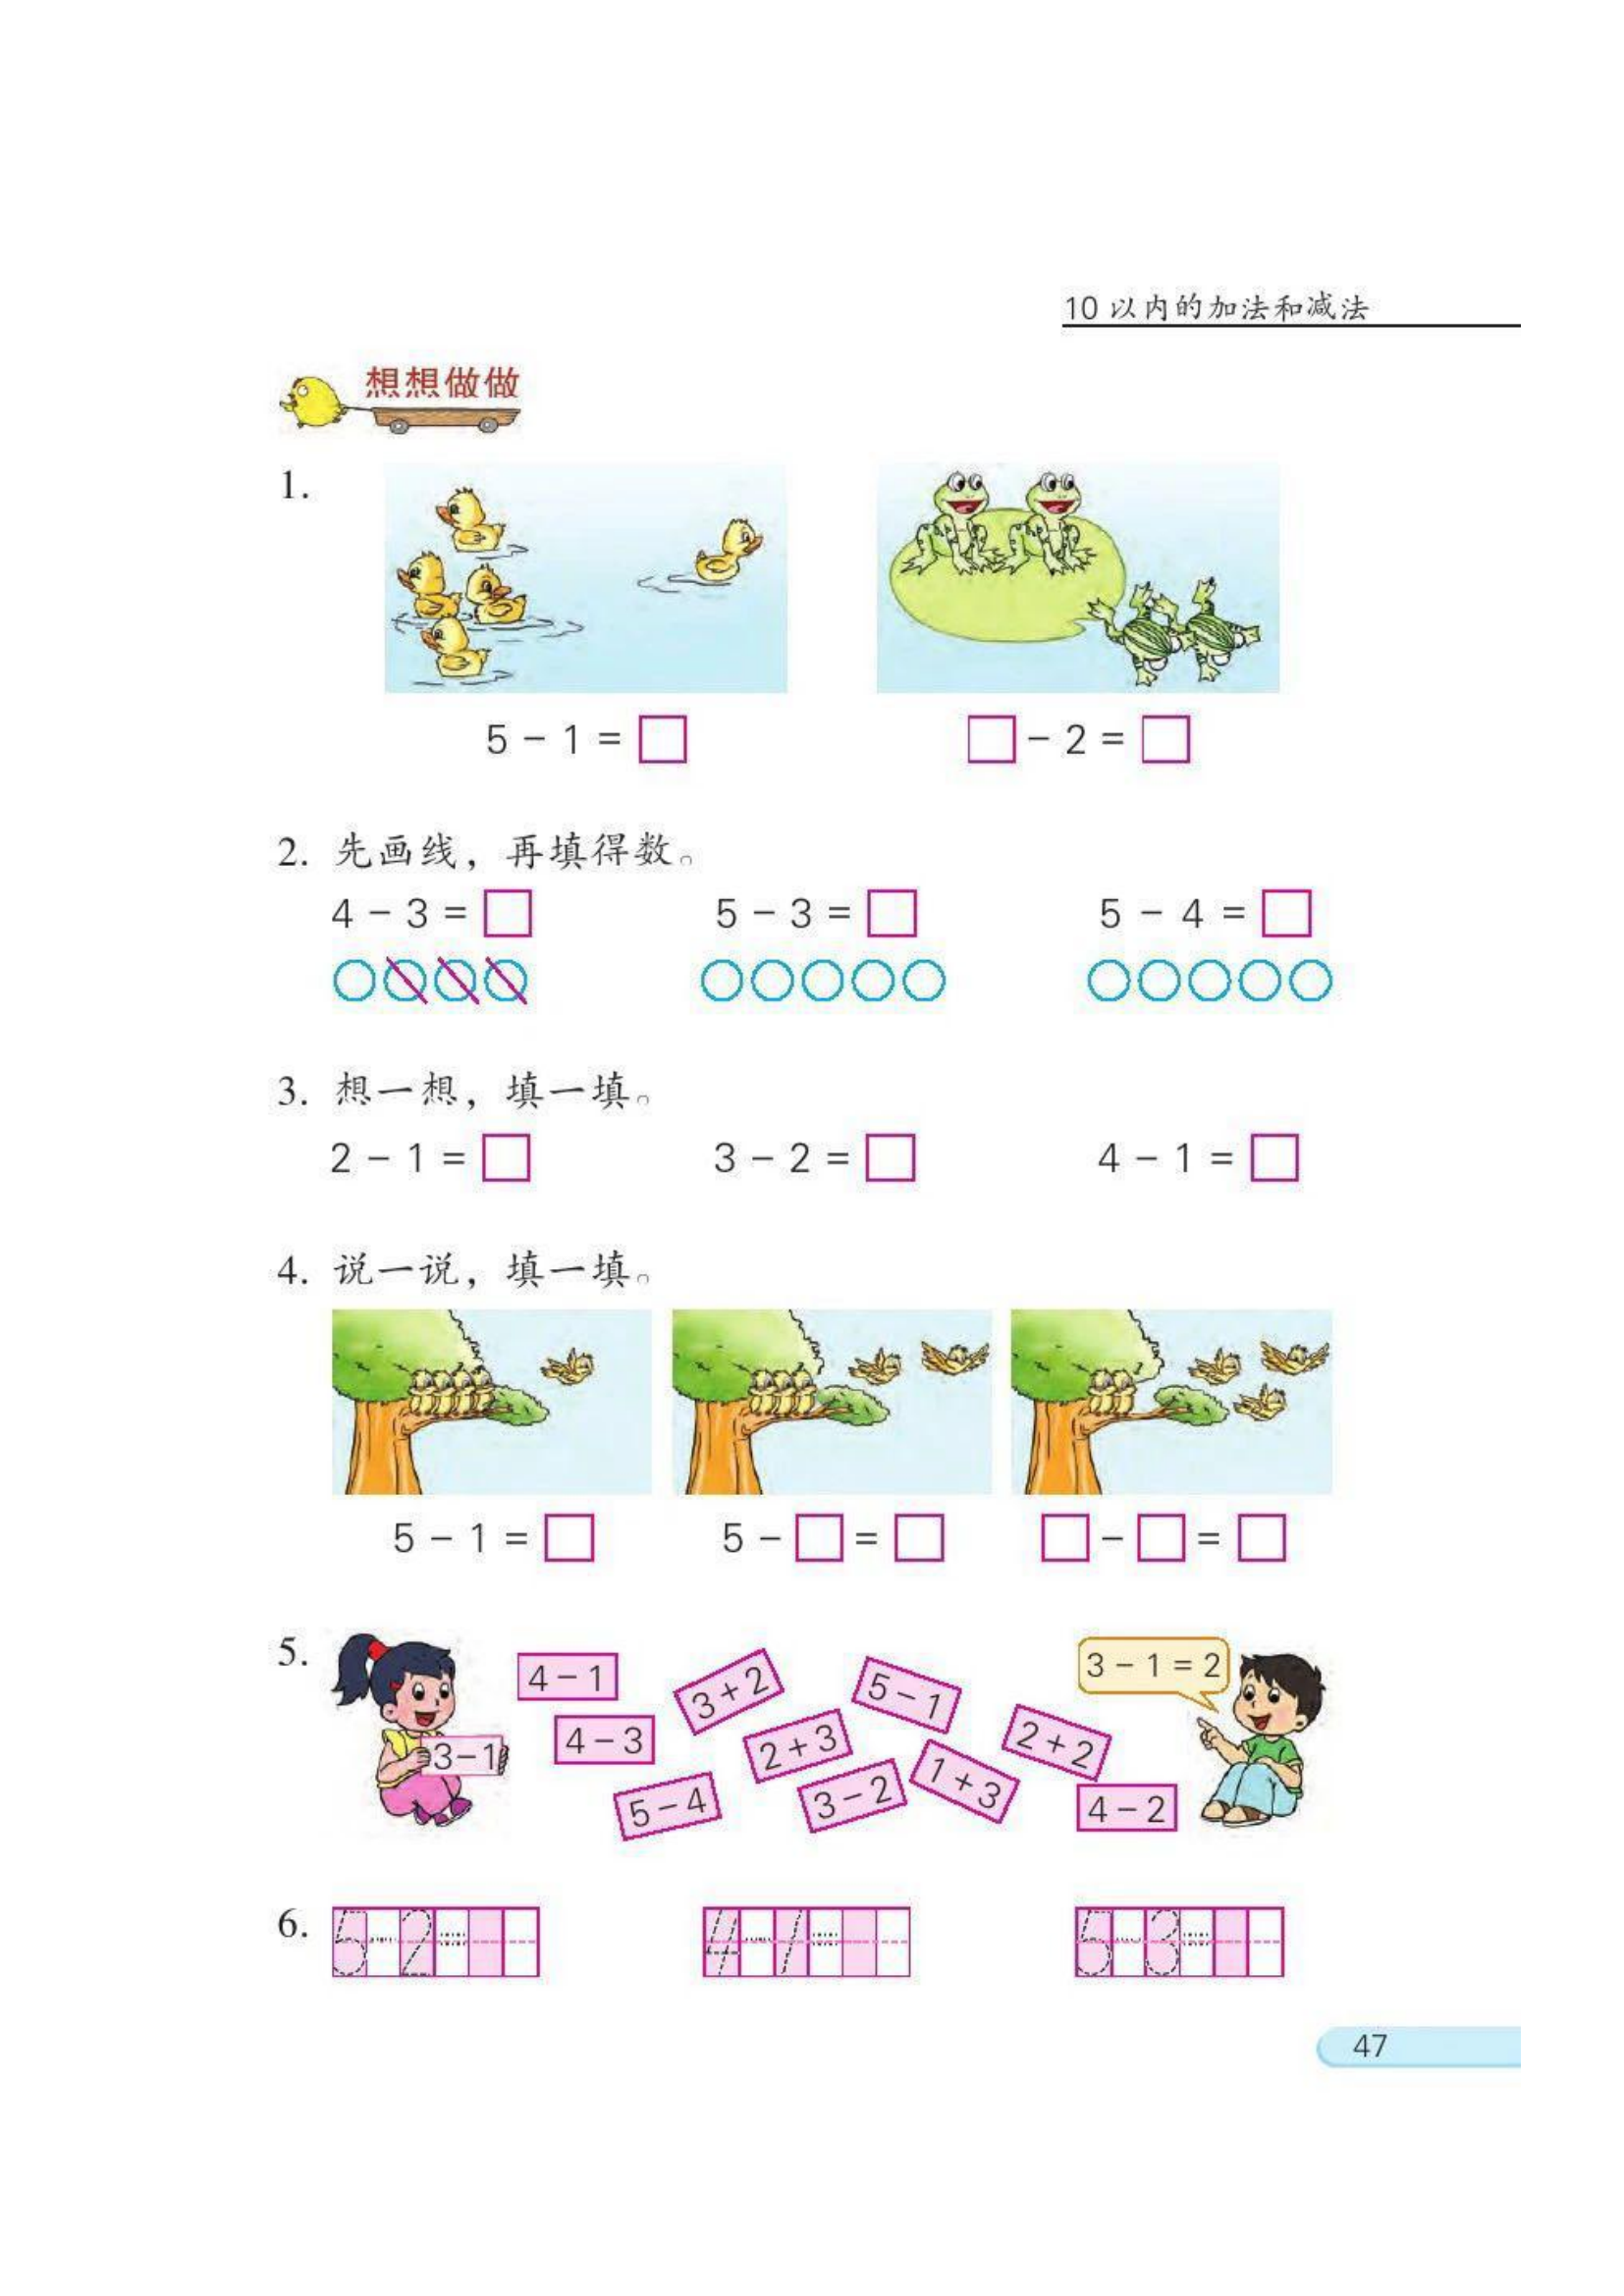 10 以内的加法和减法
想想做做
1.
5 − 1 = □ □ − 2 = □
2. 先画线，再填得数。
4 − 3 = □ 5 − 3 = □ 5 − 4 = □
3. 想一想，填一填。
2 − 1 = □ 3 − 2 = □ 4 − 1 = □
4. 说一说，填一填。
5 − 1 = □ 5 − □ = □ □ − □ = □
5.
3−1
4 − 1
3 + 2
5 − 1
4 − 3
2 + 3
2 + 2
5 − 4
3 − 2
1 + 3
4 − 2
3 − 1 = 2
6. 5 − 2 = 4 − 1 = 5 − 3 =
47